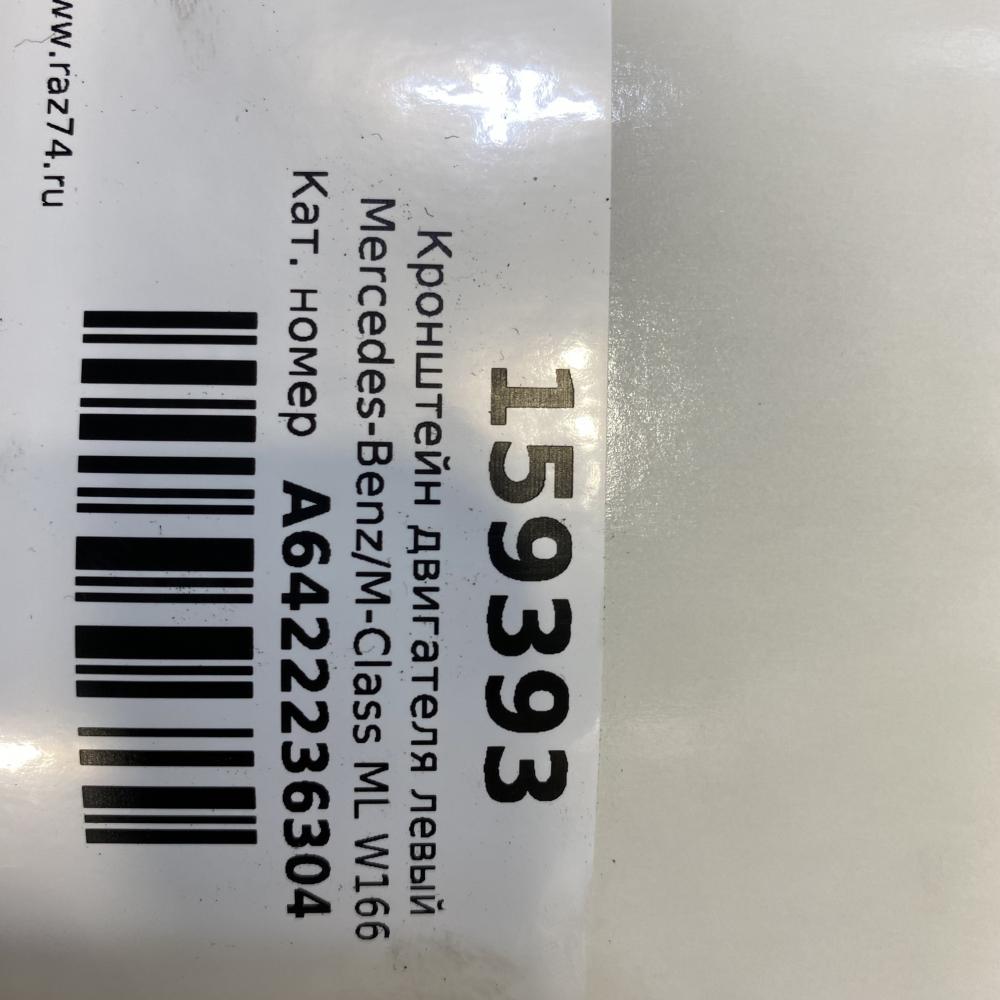 159393
Кронштейн двигателя левый
Mercedes-Benz/M-Class ML W166
Кат. номер A6422236304
www.raz74.ru